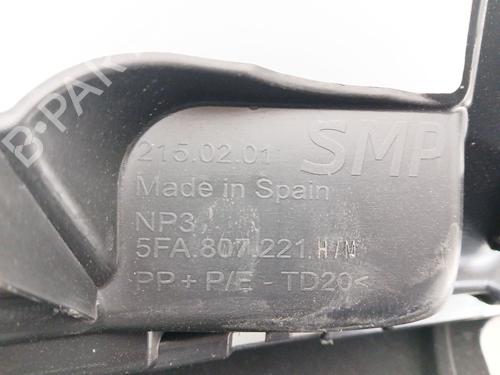 B-PARTS
215.02.01 SMP
Made in Spain
NP3
5FA.807.221 H/M
PP + P/E - TD20<